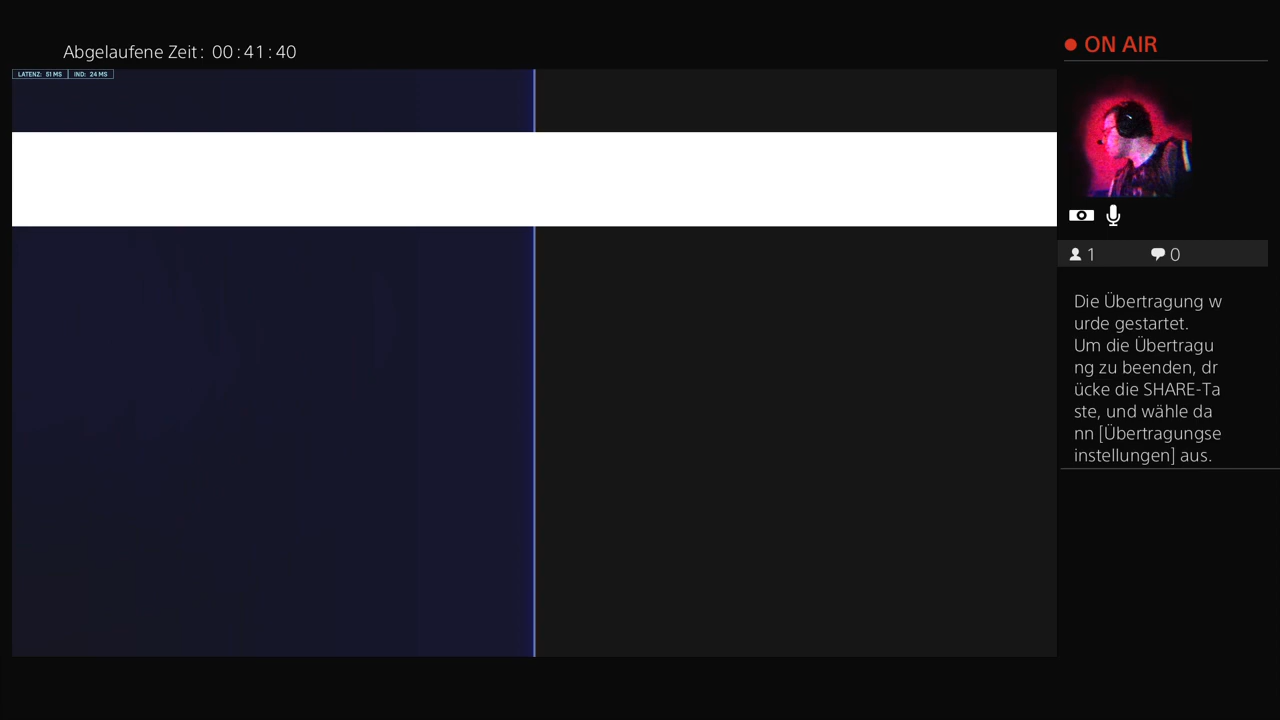 Abgelaufene Zeit: 00:41:40
ON AIR
LATENZ: 51 MS IND: 24 MS
1 0
Die Übertragung w
urde gestartet.
Um die Übertragu
ng zu beenden, dr
ücke die SHARE-Ta
ste, und wähle da
nn [Übertragungse
instellungen] aus.